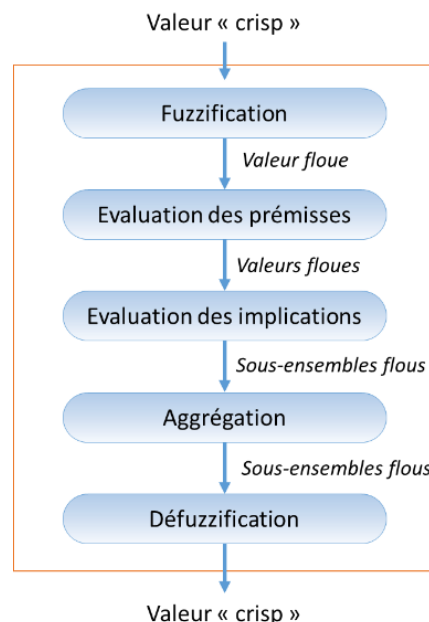 Valeur « crisp »
Fuzzification
Valeur floue
Evaluation des prémisses
Valeurs floues
Evaluation des implications
Sous-ensembles flous
Aggrégation
Sous-ensembles flous
Défuzzification
Valeur « crisp »